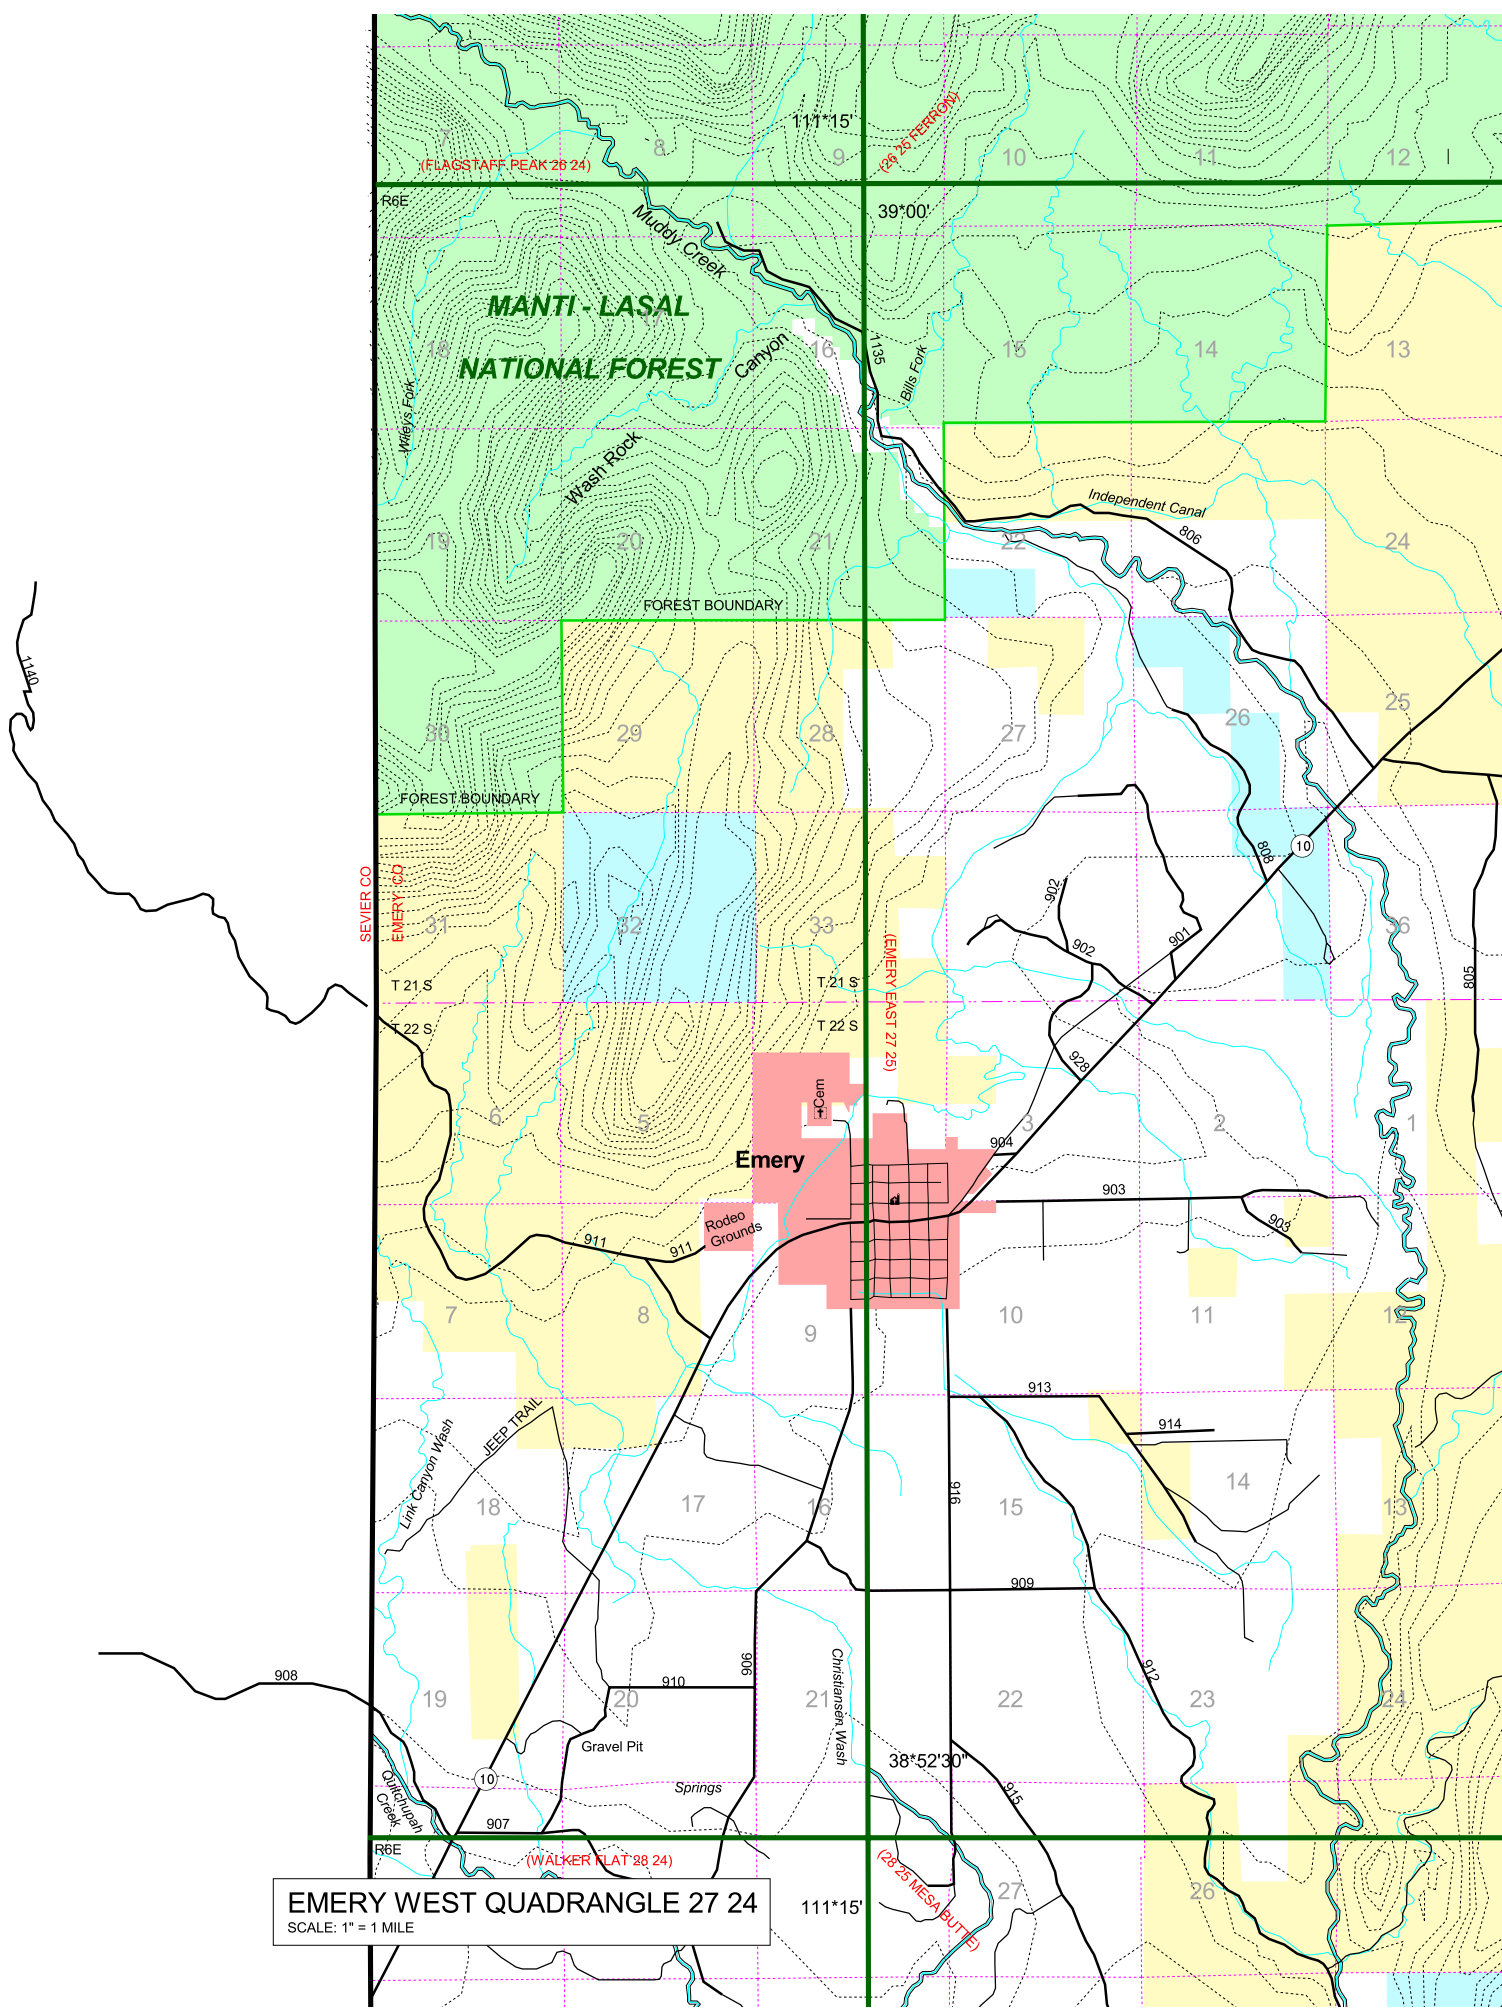 7
8
111*15'
9
(26 25 FERRON)
10
11
12
(FLAGSTAFF PEAK 26 24)
R6E
39*00'
Muddy Creek
MANTI - LASAL
17
NATIONAL FOREST
18
Canyon
16
1135
Bills Fork
15
14
13
Wileys Fork
Wash Rock
Independent Canal
806
19
20
21
22
24
FOREST BOUNDARY
1140
30
29
28
27
26
25
FOREST BOUNDARY
SEVIER CO
EMERY CO
808
10
902
31
32
33
(EMERY EAST 27 25)
902
901
36
805
T 21 S
T 21 S
T 22 S
T 22 S
928
Cem
6
5
3
2
1
904
Emery
903
903
Rodeo
Grounds
911
911
7
8
9
10
11
12
913
JEEP TRAIL
914
Link Canyon Wash
18
17
16
916
15
14
13
909
Christiansen Wash
906
912
908
910
19
20
21
22
23
24
Gravel Pit
38*52'30"
10
Springs
915
Quitchupah
Creek
907
R6E
(WALKER FLAT 28 24)
(28 25 MESA BUTTE)
27
26
EMERY WEST QUADRANGLE 27 24
SCALE: 1" = 1 MILE
111*15'